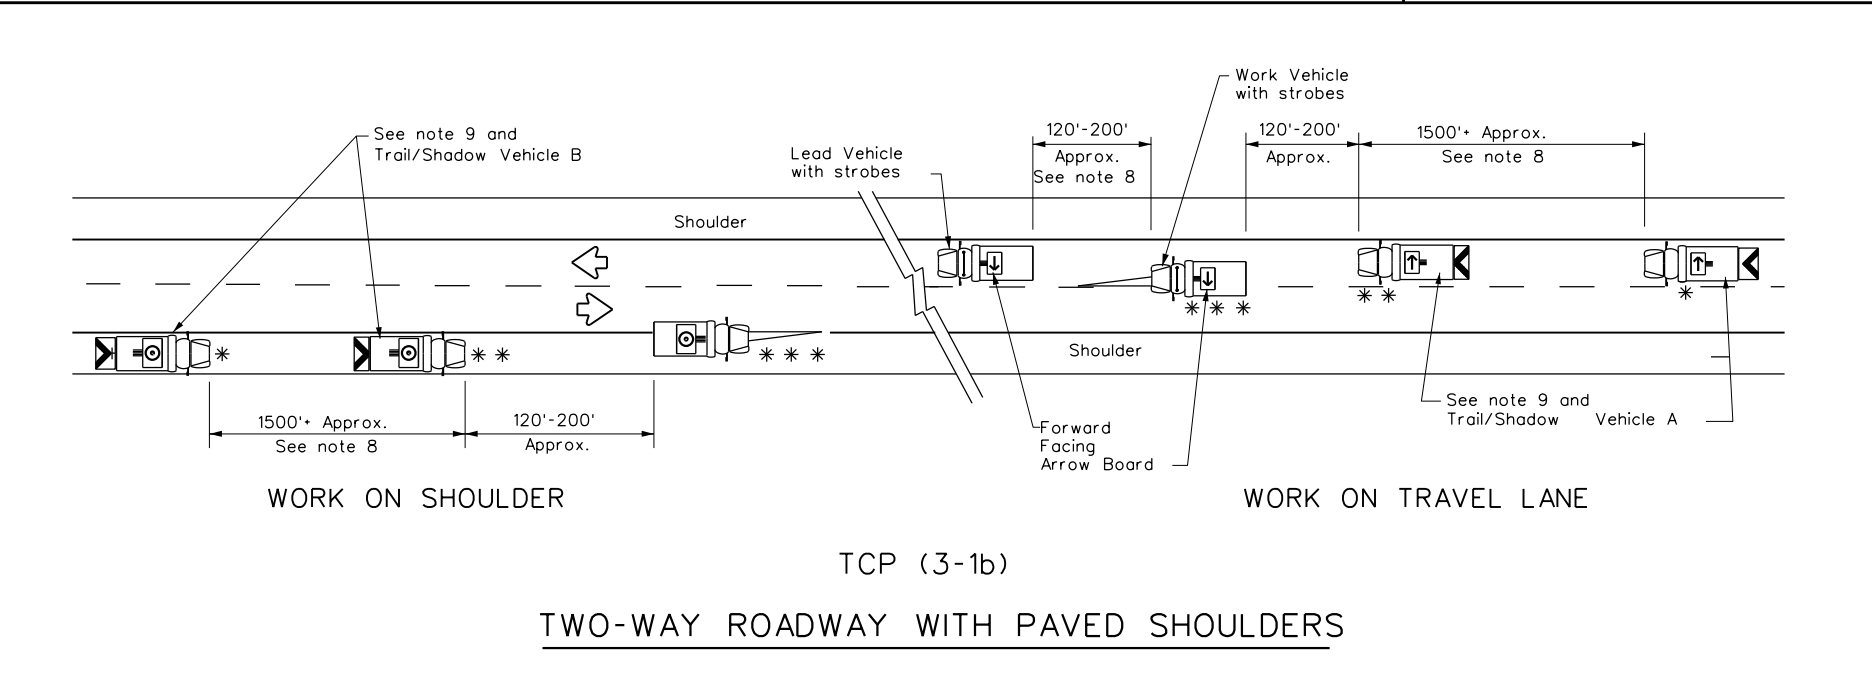 Work Vehicle
with strobes
See note 9 and
Trail/Shadow Vehicle B
Lead Vehicle
with strobes
120'-200'
Approx.
See note 8
120'-200'
Approx.
1500'+ Approx.
See note 8
Shoulder
* * *
* *
*
Shoulder
*
* *
* * *
1500'+ Approx.
See note 8
120'-200'
Approx.
Forward
Facing
Arrow Board
See note 9 and
Trail/Shadow Vehicle A
WORK ON SHOULDER
WORK ON TRAVEL LANE
TCP (3-1b)
TWO-WAY ROADWAY WITH PAVED SHOULDERS